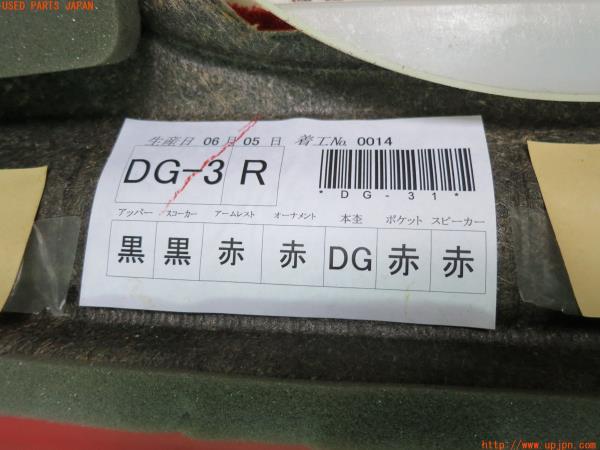 USED PARTS JAPAN.
生産日 06 月 05 日 着工No. 0014
DG-3 R
*DG-31*
アッパー スコーカー アームレスト オーナメント 本杢 ポケット スピーカー
黒 黒 赤 赤 DG 赤 赤
http://www.upjpn.com